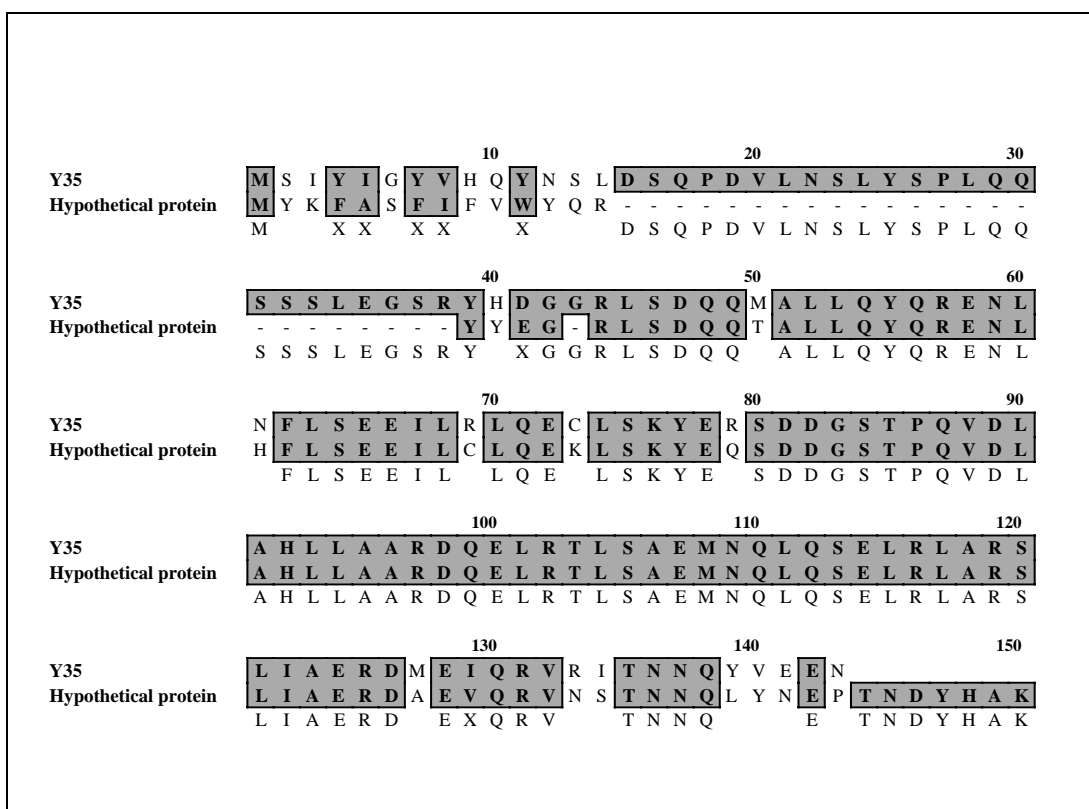 10 20 30
Y35 M S I Y I G Y V H Q Y N S L D S Q P D V L N S L Y S P L Q Q
Hypothetical protein M Y K F A S F I F V W Y Q R - - - - - - - - - - - - - - - -
M X X X X X D S Q P D V L N S L Y S P L Q Q
40 50 60
Y35 S S S L E G S R Y H D G G R L S D Q Q M A L L Q Y Q R E N L
Hypothetical protein - - - - - - - - Y Y E G - R L S D Q Q T A L L Q Y Q R E N L
S S S L E G S R Y X G G R L S D Q Q A L L Q Y Q R E N L
70 80 90
Y35 N F L S E E I L R L Q E C L S K Y E R S D D G S T P Q V D L
Hypothetical protein H F L S E E I L C L Q E K L S K Y E Q S D D G S T P Q V D L
F L S E E I L L Q E L S K Y E S D D G S T P Q V D L
100 110 120
Y35 A H L L A A R D Q E L R T L S A E M N Q L Q S E L R L A R S
Hypothetical protein A H L L A A R D Q E L R T L S A E M N Q L Q S E L R L A R S
A H L L A A R D Q E L R T L S A E M N Q L Q S E L R L A R S
130 140 150
Y35 L I A E R D M E I Q R V R I T N N Q Y V E E N
Hypothetical protein L I A E R D A E V Q R V N S T N N Q L Y N E P T N D Y H A K
L I A E R D E X Q R V T N N Q E T N D Y H A K